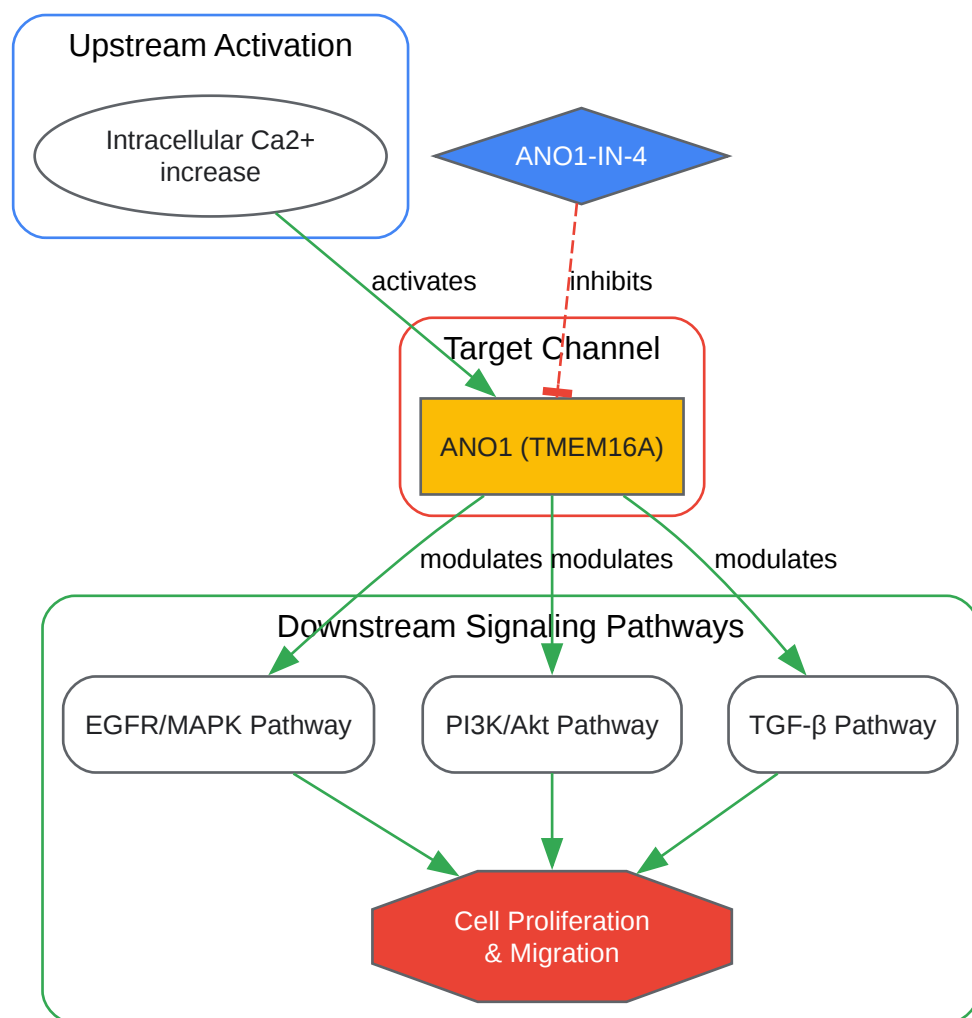 Upstream Activation
Intracellular Ca2+
increase
ANO1-IN-4
activates
inhibits
Target Channel
ANO1 (TMEM16A)
modulates
modulates
modulates
Downstream Signaling Pathways
EGFR/MAPK Pathway
PI3K/Akt Pathway
TGF-β Pathway
Cell Proliferation
& Migration